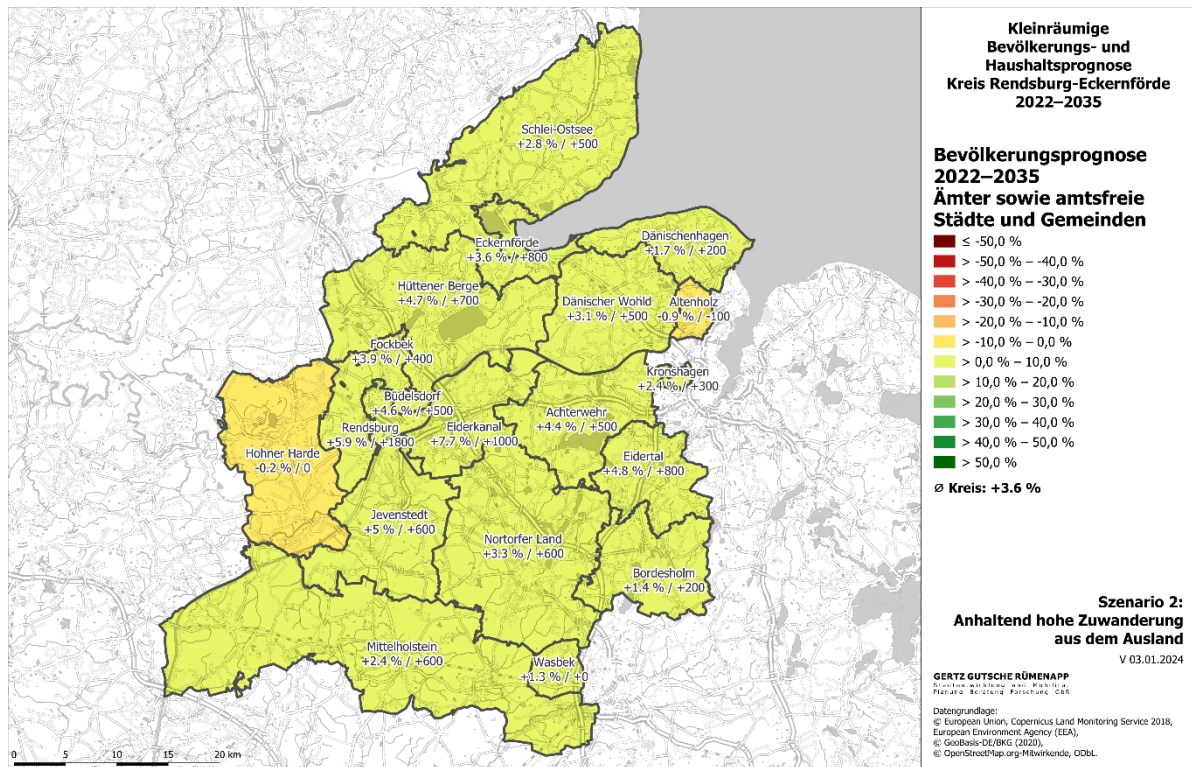 Kleinräumige
Bevölkerungs- und
Haushaltsprognose
Kreis Rendsburg-Eckernförde
2022–2035
Bevölkerungsprognose
2022–2035
Ämter sowie amtsfreie
Städte und Gemeinden
≤ -50,0 %
> -50,0 % – -40,0 %
> -40,0 % – -30,0 %
> -30,0 % – -20,0 %
> -20,0 % – -10,0 %
> -10,0 % – 0,0 %
> 0,0 % – 10,0 %
> 10,0 % – 20,0 %
> 20,0 % – 30,0 %
> 30,0 % – 40,0 %
> 40,0 % – 50,0 %
> 50,0 %
⌀ Kreis: +3.6 %
Schlei-Ostsee
+2.8 % / +500
Dänischenhagen
+1.7 % / +200
Eckernförde
+3.6 % / +800
Hüttener Berge
+4.7 % / +700
Dänischer Wohld
+3.1 % / +500
Altenholz
-0.9 % / -100
Fockbek
+3.9 % / +400
Kronshagen
+2.4 % / +300
Büdelsdorf
+4.6 % / +500
Rendsburg
+5.9 % / +1800
Eiderkanal
+7.7 % / +1000
Achterwehr
+4.4 % / +500
Hohner Harde
-0.2 % / 0
Eidertal
+4.8 % / +800
Jevenstedt
+5 % / +600
Nortorfer Land
+3.3 % / +600
Bordesholm
+1.4 % / +200
Mittelholstein
+2.4 % / +600
Wasbek
+1.3 % / +0
0 5 10 15 20 km
Szenario 2:
Anhaltend hohe Zuwanderung
aus dem Ausland
V 03.01.2024
GERTZ GUTSCHE RÜMENAPP
Stadtentwicklung und Mobilität
Planung Beratung Forschung GbR
Datengrundlage:
© European Union, Copernicus Land Monitoring Service 2018,
European Environment Agency (EEA),
© GeoBasis-DE/BKG (2020),
© OpenStreetMap.org-Mitwirkende, ODbL.